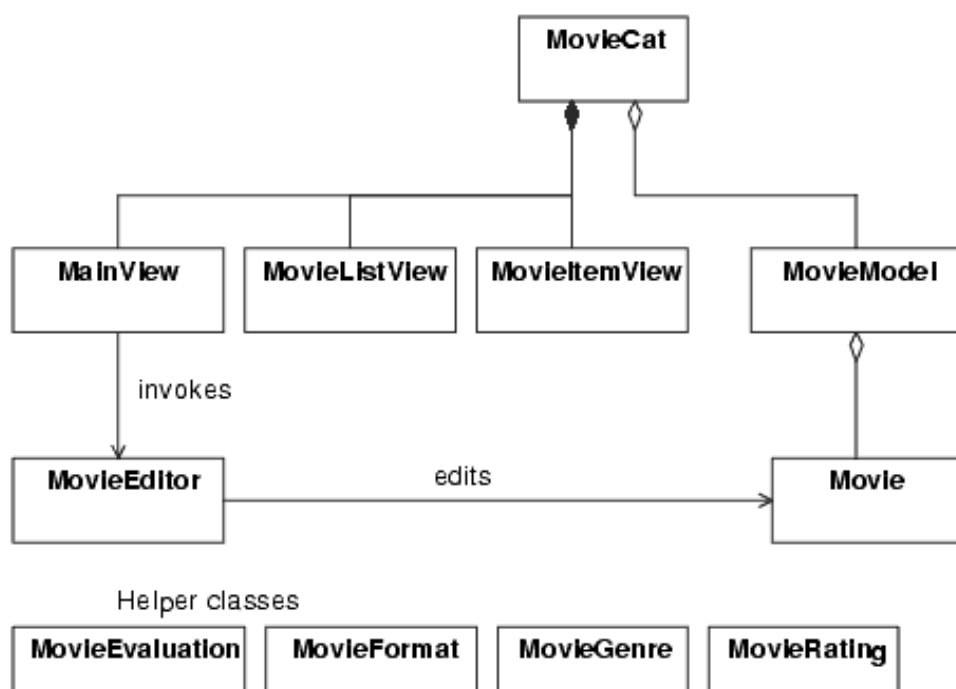 MovieCat
MainView
MovieListView
MovieItemView
MovieModel
invokes
MovieEditor
edits
Movie
Helper classes
MovieEvaluation
MovieFormat
MovieGenre
MovieRating